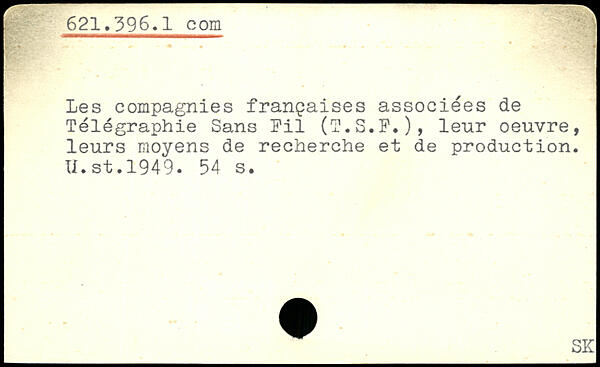 621.396.1 com
Les compagnies françaises associées de
Télégraphie Sans Fil (T.S.F.), leur oeuvre,
leurs moyens de recherche et de production.
U.st.1949. 54 s.
SK